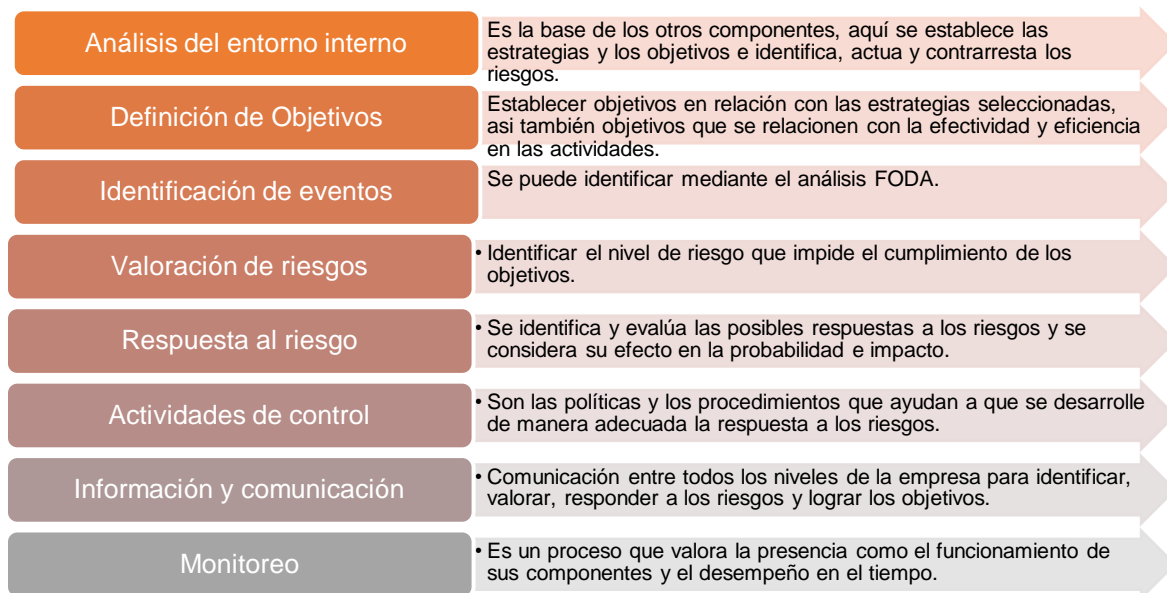 Análisis del entorno interno
Es la base de los otros componentes, aquí se establece las
estrategias y los objetivos e identifica, actua y contrarresta los
riesgos.
Definición de Objetivos
Establecer objetivos en relación con las estrategias seleccionadas,
asi también objetivos que se relacionen con la efectividad y eficiencia
en las actividades.
Identificación de eventos
Se puede identificar mediante el análisis FODA.
Valoración de riesgos
• Identificar el nivel de riesgo que impide el cumplimiento de los
objetivos.
Respuesta al riesgo
• Se identifica y evalúa las posibles respuestas a los riesgos y se
considera su efecto en la probabilidad e impacto.
Actividades de control
• Son las políticas y los procedimientos que ayudan a que se desarrolle
de manera adecuada la respuesta a los riesgos.
Información y comunicación
• Comunicación entre todos los niveles de la empresa para identificar,
valorar, responder a los riesgos y lograr los objetivos.
Monitoreo
• Es un proceso que valora la presencia como el funcionamiento de
sus componentes y el desempeño en el tiempo.